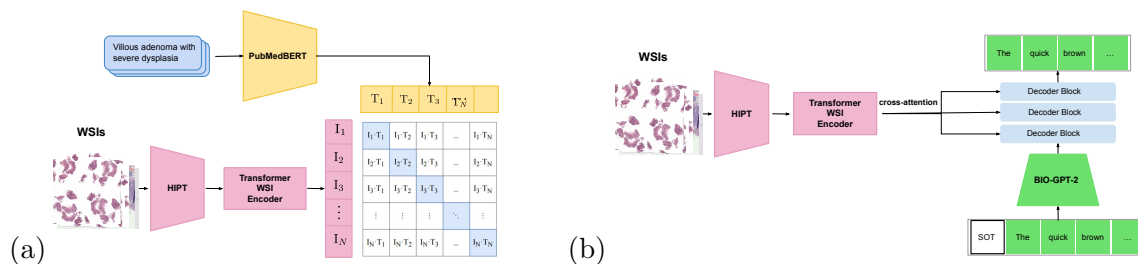 Villous adenoma with
severe dysplasia
PubMedBERT
T1 T2 T3 TN
WSIs
HIPT
Transformer
WSI
Encoder
I1
I2
I3
⋮
IN
I1·T1 I1·T2 I1·T3 ... I1·TN
I2·T1 I2·T2 I2·T3 ... I2·TN
I3·T1 I3·T2 I3·T3 ... I3·TN
⋮ ⋮ ⋮ ⋱ ⋮
IN·T1 IN·T2 IN·T3 ... IN·TN
(a)
WSIs
HIPT
Transformer
WSI
Encoder
cross-attention
The quick brown ...
Decoder Block
Decoder Block
Decoder Block
BIO-GPT-2
SOT The quick brown ...
(b)